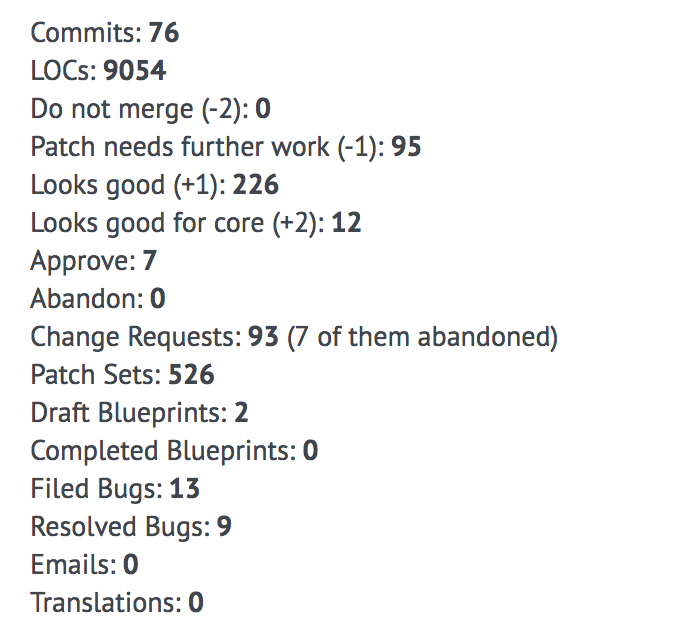 Commits: 76
LOCs: 9054
Do not merge (-2): 0
Patch needs further work (-1): 95
Looks good (+1): 226
Looks good for core (+2): 12
Approve: 7
Abandon: 0
Change Requests: 93 (7 of them abandoned)
Patch Sets: 526
Draft Blueprints: 2
Completed Blueprints: 0
Filed Bugs: 13
Resolved Bugs: 9
Emails: 0
Translations: 0